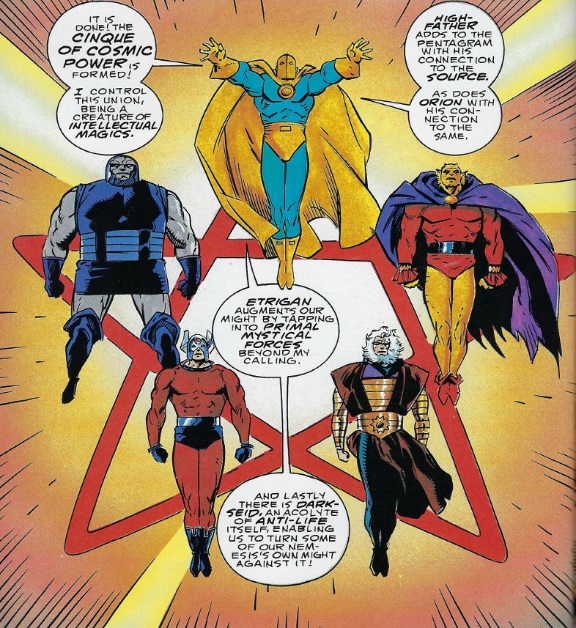 IT IS
DONE! THE
CINQUE
OF COSMIC
POWER IS
FORMED!
I CONTROL
THIS UNION,
BEING A
CREATURE OF
INTELLECTUAL
MAGICS.
HIGH-
FATHER
ADDS TO THE
PENTAGRAM
WITH HIS
CONNECTION
TO THE
SOURCE.
AS DOES
ORION WITH
HIS CON-
NECTION
TO THE
SAME.
ETRIGAN
AUGMENTS OUR
MIGHT BY TAPPING
INTO PRIMAL
MYSTICAL
FORCES
BEYOND MY
CALLING.
AND LASTLY
THERE IS DARK-
SEID, AN ACOLYTE
OF ANTI-LIFE
ITSELF, ENABLING
US TO TURN SOME
OF OUR NEM-
ESIS'S OWN MIGHT
AGAINST IT!